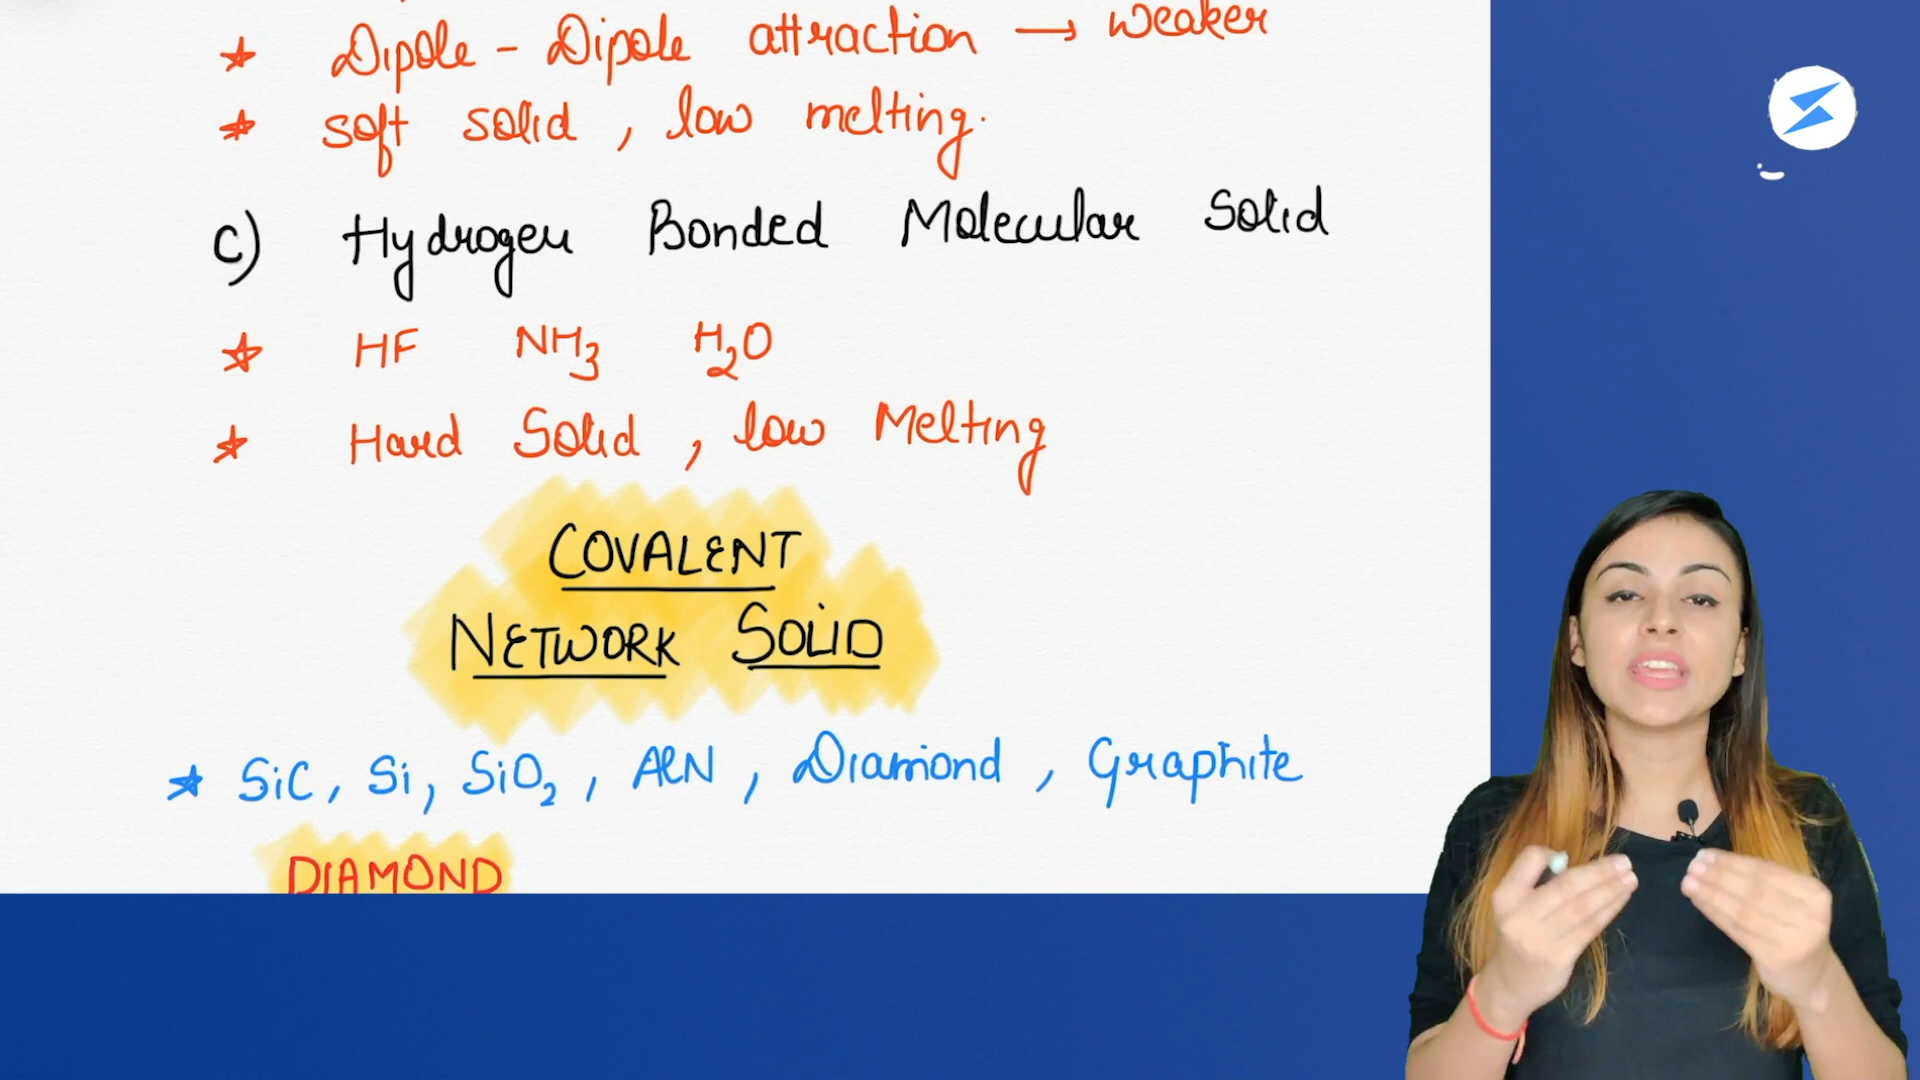 * Dipole - Dipole attraction → weaker
* soft solid, low melting.
c) Hydrogen Bonded Molecular Solid
* HF NH3 H2O
* Hard Solid, low Melting
COVALENT
NETWORK SOLID
* SiC, Si, SiO2, AlN, Diamond, Graphite
DIAMOND